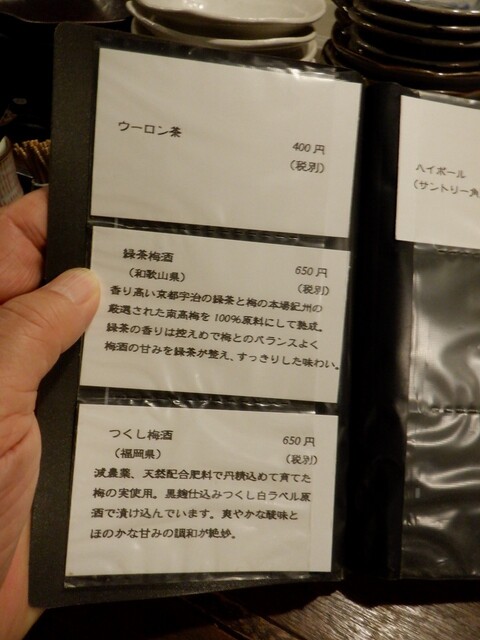 ウーロン茶
400円
(税別)
緑茶梅酒
650円
(和歌山県)
(税別)
香り高い京都宇治の緑茶と梅の本場紀州の
厳選された南高梅を100%原料にして熟成。
緑茶の香りは控えめで梅とのバランスよく
梅酒の甘みを緑茶が整え、すっきりした味わい。
つくし梅酒
650円
(福岡県)
(税別)
減農薬、天然配合肥料で丹精込めて育てた
梅の実使用。黒麹仕込みつくし白ラベル原
酒で漬け込んでいます。爽やかな酸味と
ほのかな甘みの調和が絶妙。
ハイボール
(サントリー角